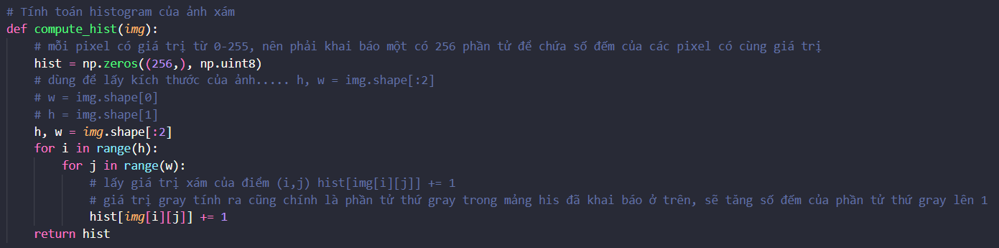 # Tính toán histogram của ảnh xám
def compute_hist(img):
    # mỗi pixel có giá trị từ 0-255, nên phải khai báo một có 256 phần tử để chứa số đếm của các pixel có cùng giá trị
    hist = np.zeros((256,), np.uint8)
    # dùng để lấy kích thước của ảnh..... h, w = img.shape[:2]
    # w = img.shape[0]
    # h = img.shape[1]
    h, w = img.shape[:2]
    for i in range(h):
        for j in range(w):
            # lấy giá trị xám của điểm (i,j) hist[img[i][j]] += 1
            # giá trị gray tính ra cũng chính là phần tử thứ gray trong mảng his đã khai báo ở trên, sẽ tăng số đếm của phần tử thứ gray lên 1
            hist[img[i][j]] += 1
    return hist